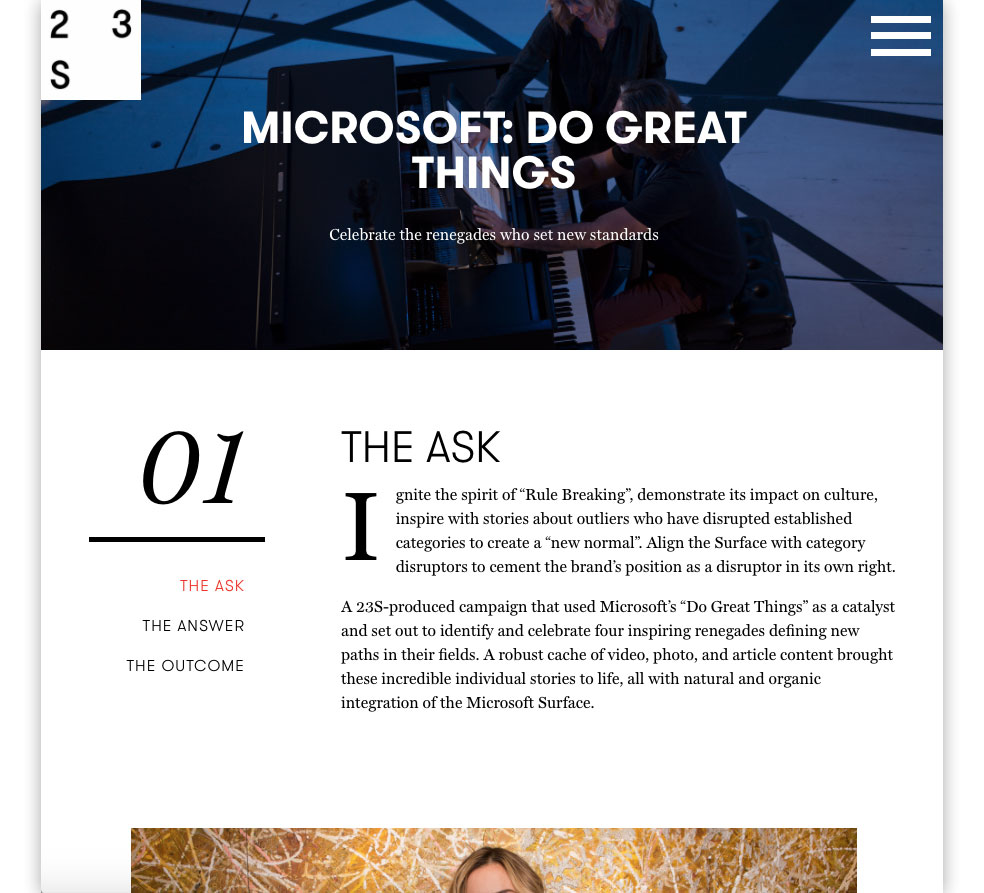 2 3
S
MICROSOFT: DO GREAT
THINGS
Celebrate the renegades who set new standards
01
THE ASK
THE ANSWER
THE OUTCOME
THE ASK
Ignite the spirit of “Rule Breaking”, demonstrate its impact on culture,
inspire with stories about outliers who have disrupted established
categories to create a “new normal”. Align the Surface with category
disruptors to cement the brand’s position as a disruptor in its own right.
A 23S-produced campaign that used Microsoft’s “Do Great Things” as a catalyst
and set out to identify and celebrate four inspiring renegades defining new
paths in their fields. A robust cache of video, photo, and article content brought
these incredible individual stories to life, all with natural and organic
integration of the Microsoft Surface.